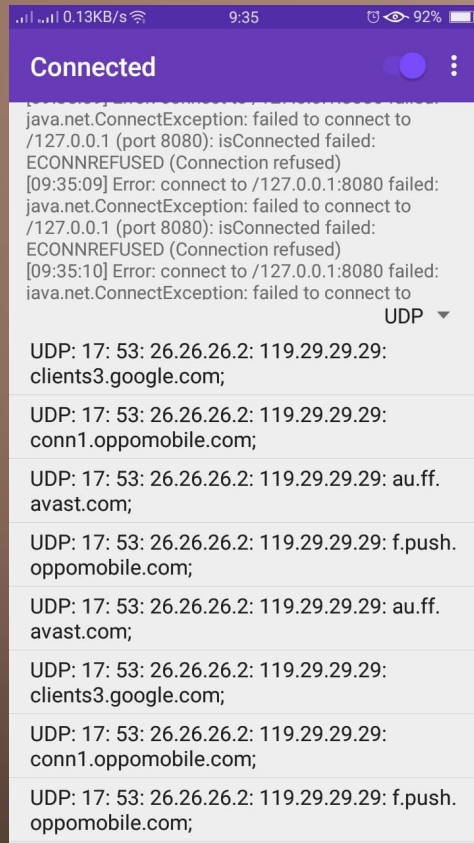 0.13KB/s 9:35 92%
Connected
java.net.ConnectException: failed to connect to
/127.0.0.1 (port 8080): isConnected failed:
ECONNREFUSED (Connection refused)
[09:35:09] Error: connect to /127.0.0.1:8080 failed:
java.net.ConnectException: failed to connect to
/127.0.0.1 (port 8080): isConnected failed:
ECONNREFUSED (Connection refused)
[09:35:10] Error: connect to /127.0.0.1:8080 failed:
java.net.ConnectException: failed to connect to
UDP
UDP: 17: 53: 26.26.26.2: 119.29.29.29:
clients3.google.com;
UDP: 17: 53: 26.26.26.2: 119.29.29.29:
conn1.oppomobile.com;
UDP: 17: 53: 26.26.26.2: 119.29.29.29: au.ff.
avast.com;
UDP: 17: 53: 26.26.26.2: 119.29.29.29: f.push.
oppomobile.com;
UDP: 17: 53: 26.26.26.2: 119.29.29.29: au.ff.
avast.com;
UDP: 17: 53: 26.26.26.2: 119.29.29.29:
clients3.google.com;
UDP: 17: 53: 26.26.26.2: 119.29.29.29:
conn1.oppomobile.com;
UDP: 17: 53: 26.26.26.2: 119.29.29.29: f.push.
oppomobile.com;